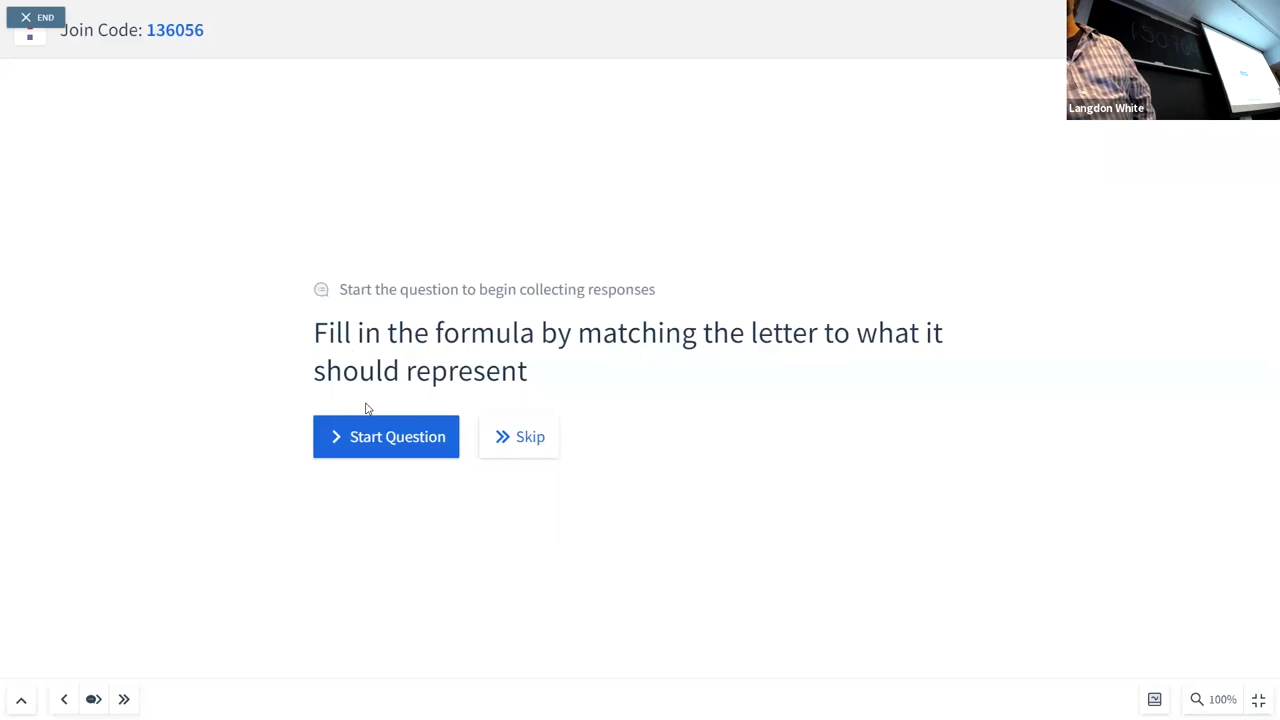 END
Join Code: 136056
Langdon White
Start the question to begin collecting responses
Fill in the formula by matching the letter to what it
should represent
Start Question
Skip
100%